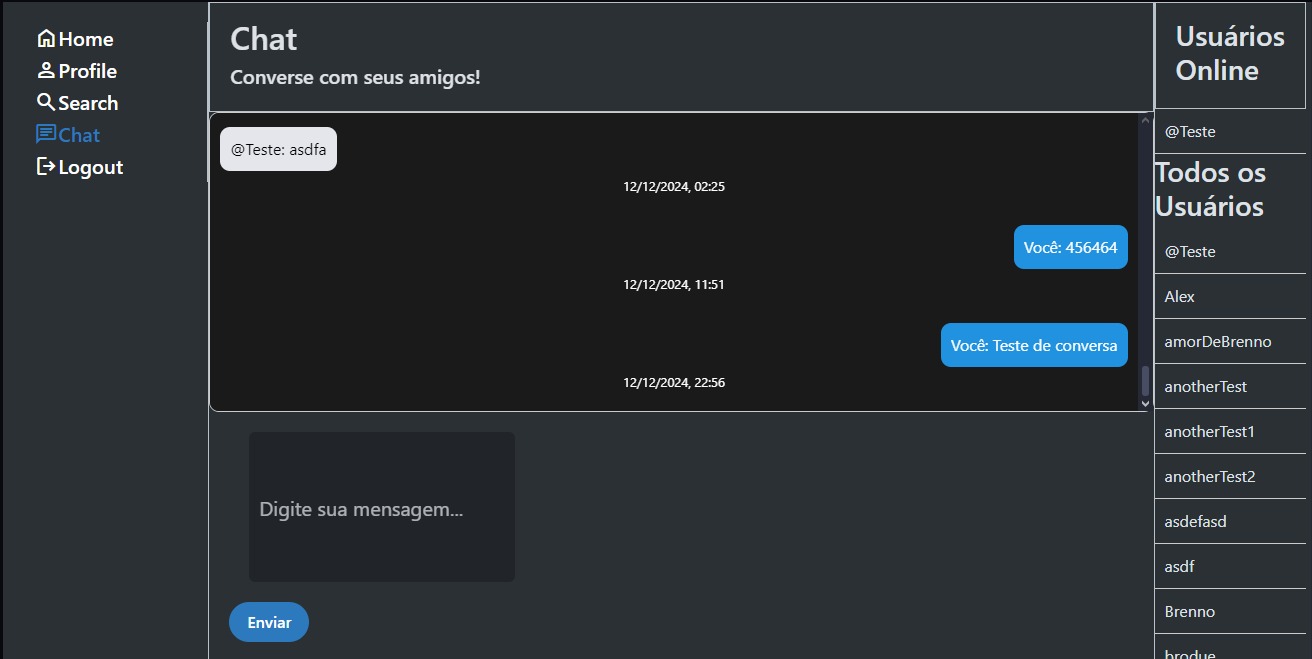 Home
Profile
Search
Chat
Logout
Chat
Converse com seus amigos!
@Teste: asdfa
12/12/2024, 02:25
Você: 456464
12/12/2024, 11:51
Você: Teste de conversa
12/12/2024, 22:56
Digite sua mensagem...
Enviar
Usuários
Online
@Teste
Todos os
Usuários
@Teste
Alex
amorDeBrenno
anotherTest
anotherTest1
anotherTest2
asdefasd
asdf
Brenno